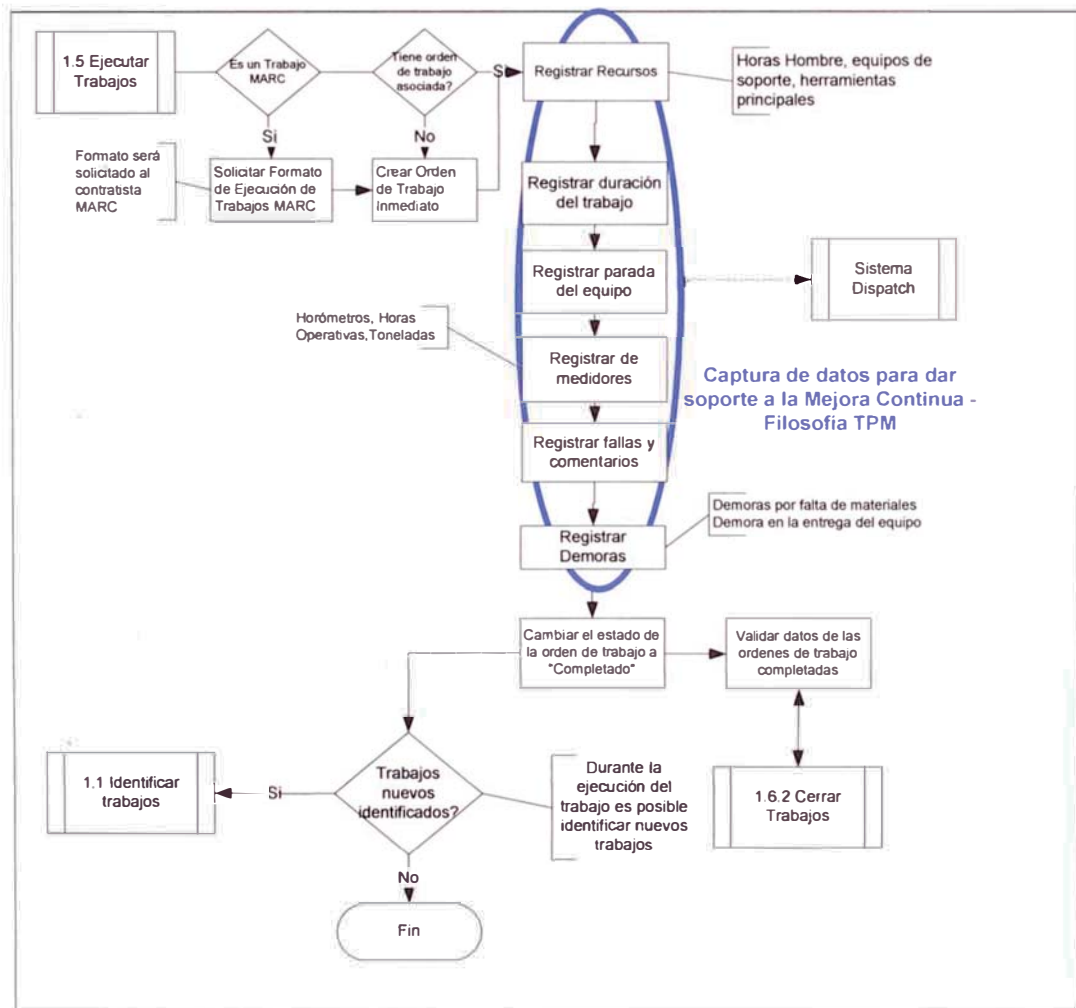 1.5 Ejecutar
Trabajos
Es un Trabajo
MARC
Tiene orden
de trabajo
asociada?
Si
Registrar Recursos
Horas Hombre, equipos de
soporte, herramientas
principales
Si
No
Formato será
solicitado al
contratista
MARC
Solicitar Formato
de Ejecución de
Trabajos MARC
Crear Orden
de Trabajo
Inmediato
Registrar duración
del trabajo
Registrar parada
del equipo
Sistema
Dispatch
Horómetros, Horas
Operativas,Toneladas
Registrar de
medidores
Captura de datos para dar
soporte a la Mejora Continua -
Filosofía TPM
Registrar fallas y
comentarios
Registrar
Demoras
Demoras por falta de materiales
Demora en la entrega del equipo
Cambiar el estado de
la orden de trabajo a
"Completado"
Validar datos de las
ordenes de trabajo
completadas
1.1 Identificar
trabajos
Si
Trabajos
nuevos
identificados?
Durante la
ejecución del
trabajo es posible
identificar nuevos
trabajos
1.6.2 Cerrar
Trabajos
No
Fin